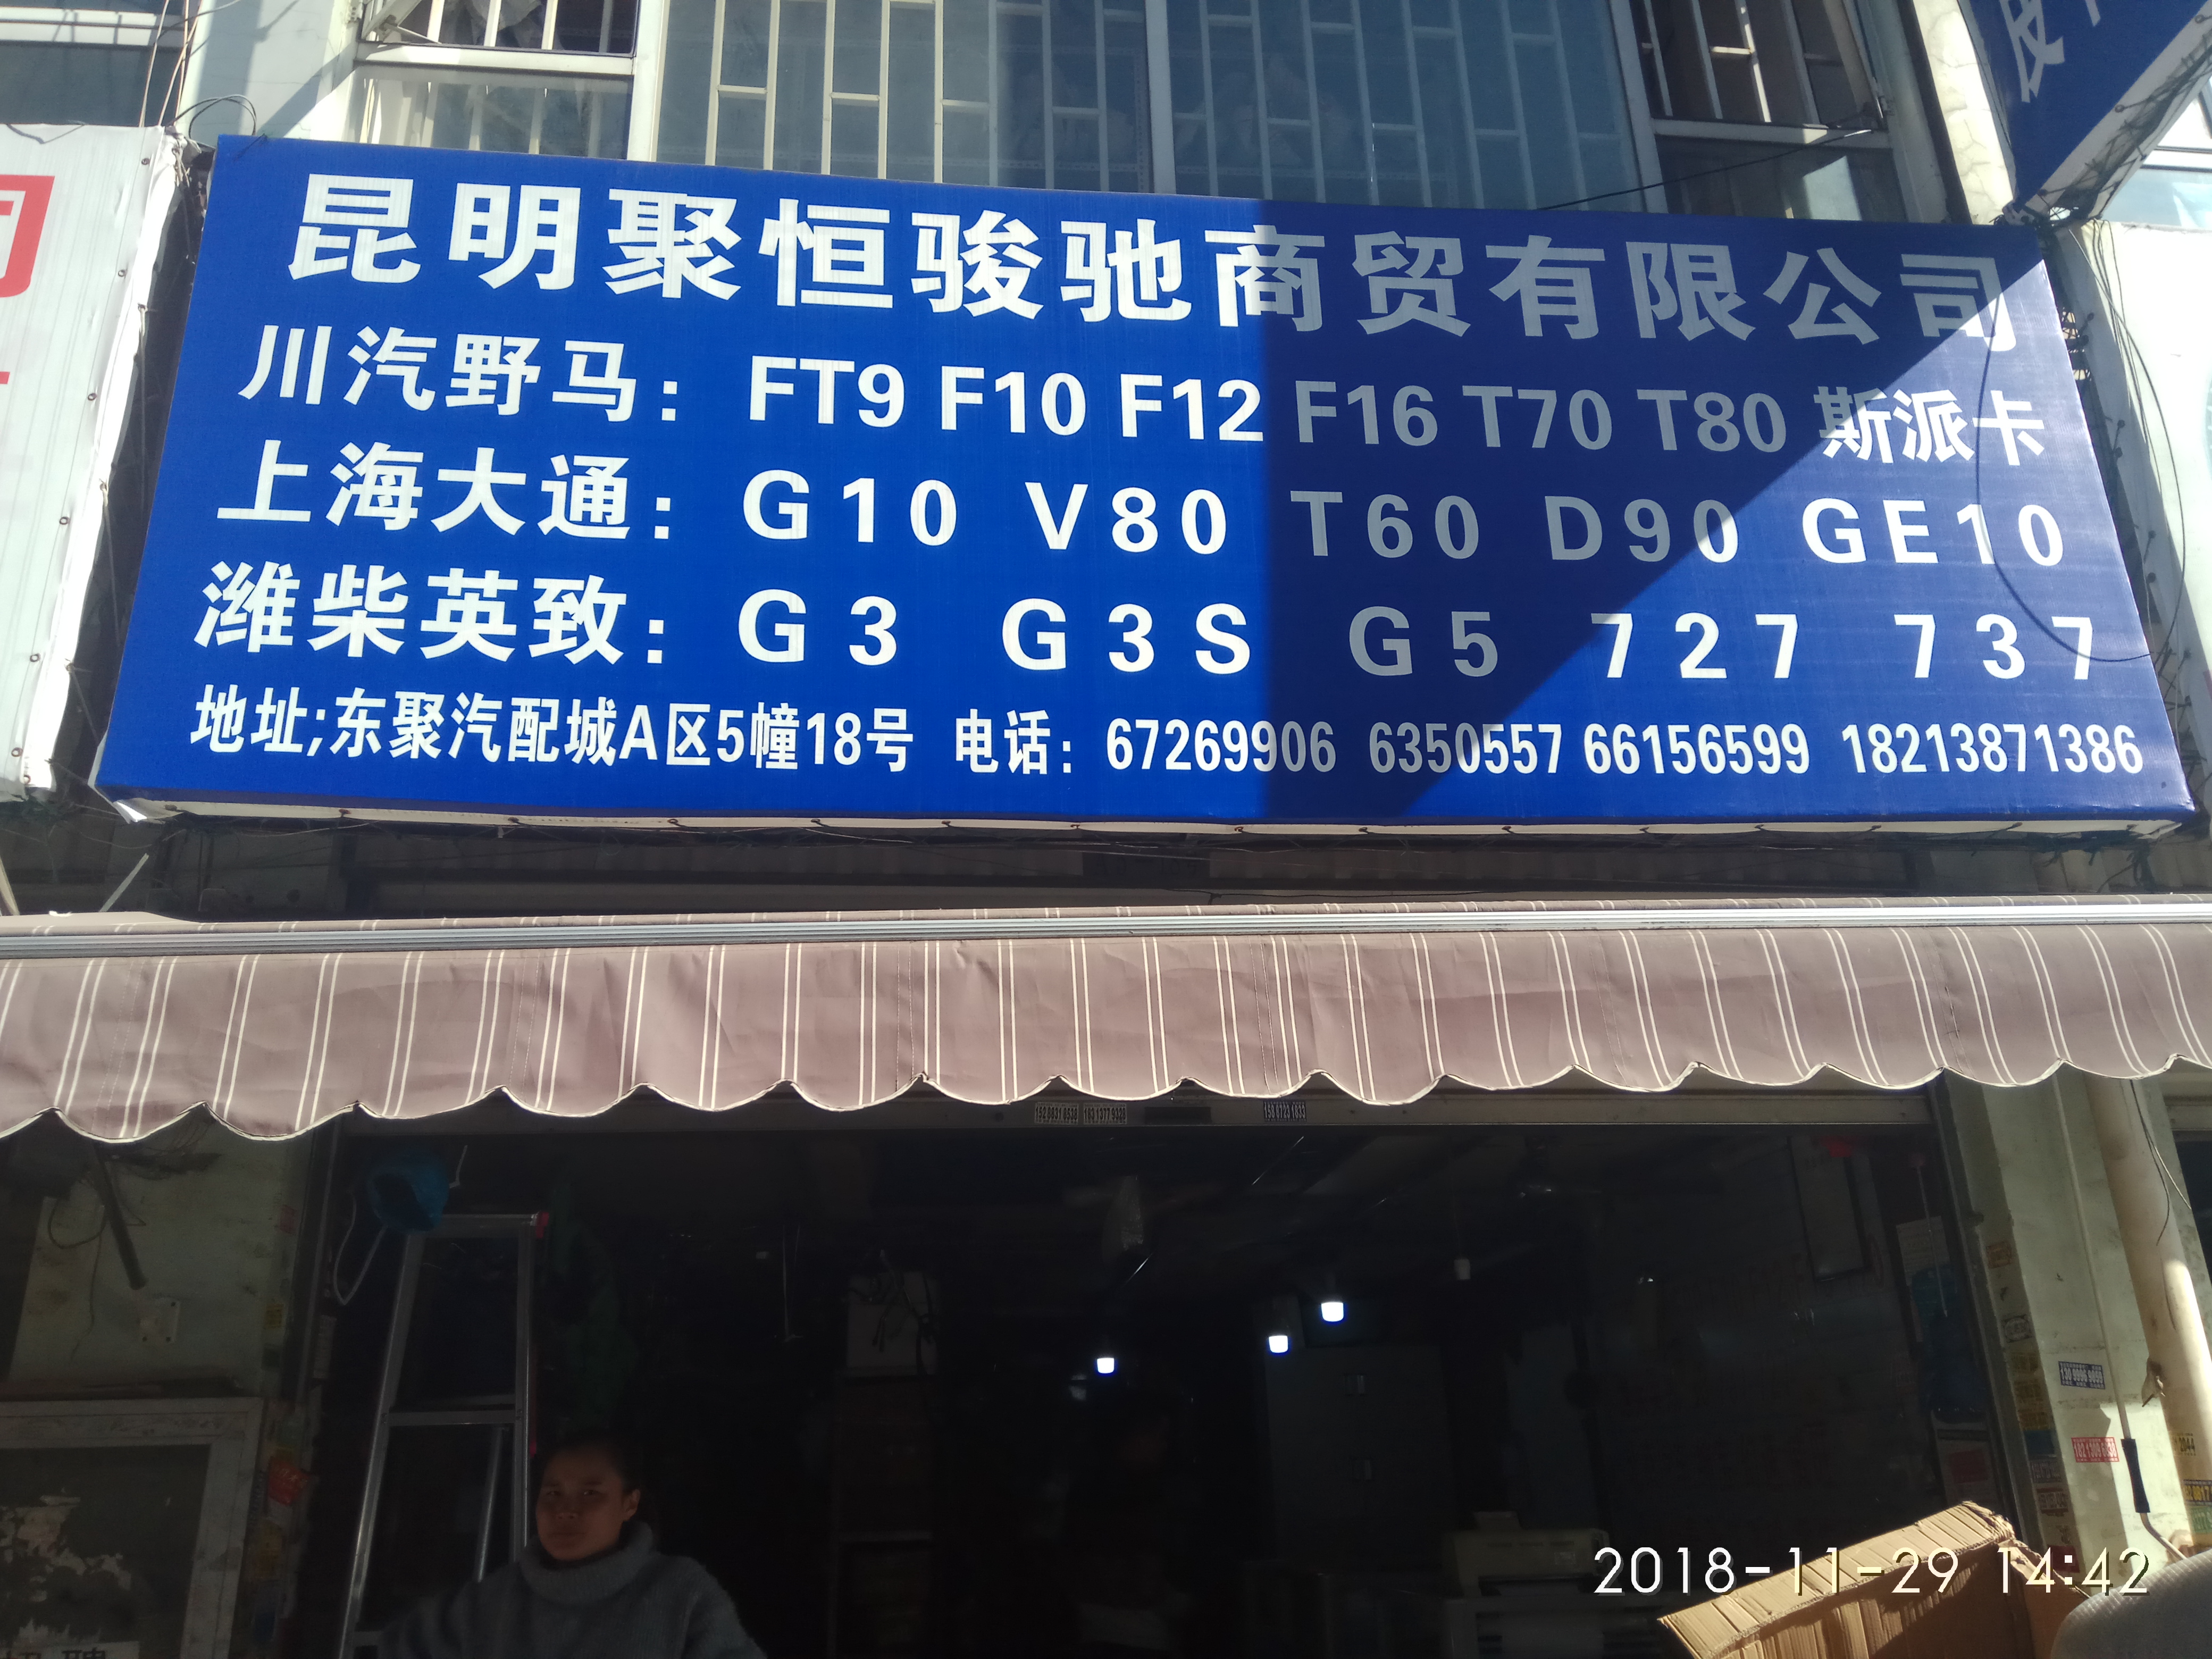 昆明聚恒骏驰商贸有限公司
川汽野马：FT9 F10 F12 F16 T70 T80 斯派卡
上海大通：G10 V80 T60 D90 GE10
潍柴英致：G3 G3S G5 727 737
地址;东聚汽配城A区5幢18号 电话：67269906 6350557 66156599 18213871386
2018-11-29 14:42